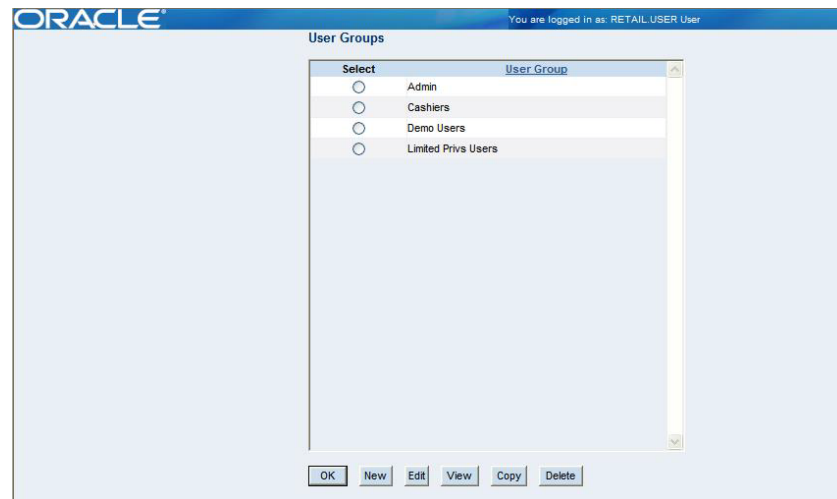 ORACLE®
You are logged in as: RETAIL.USER User
User Groups
Select User Group
Admin
Cashiers
Demo Users
Limited Privs Users
OK New Edit View Copy Delete